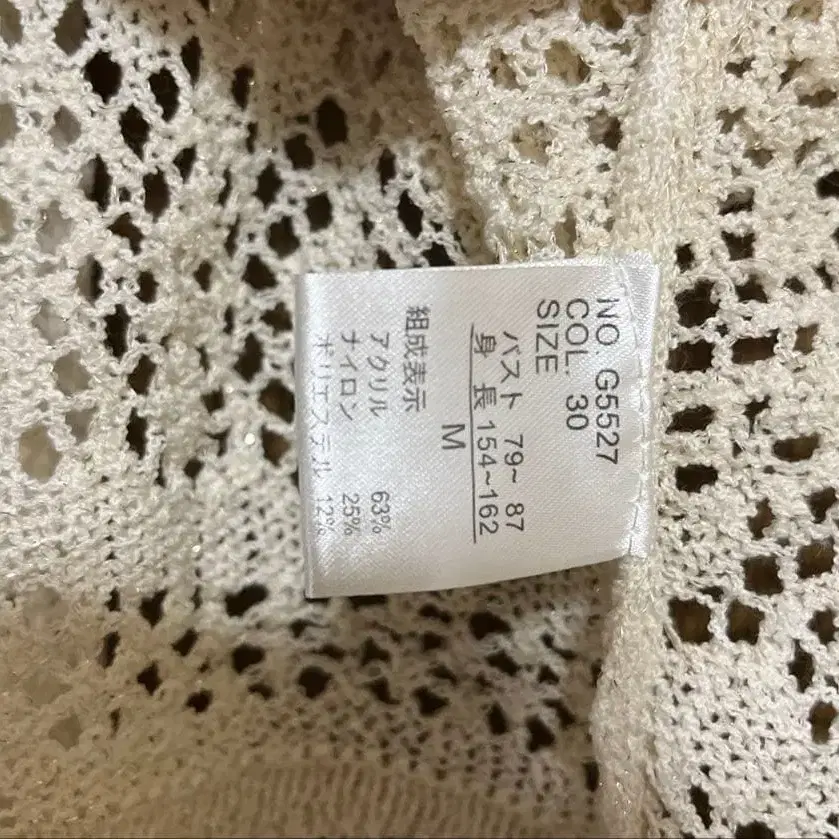 NO. G5527
COL. 30
SIZE
バスト 79~ 87
身 長 154~162
M
組成表示
アクリル 63%
ナイロン 25%
ポリエステル 12%